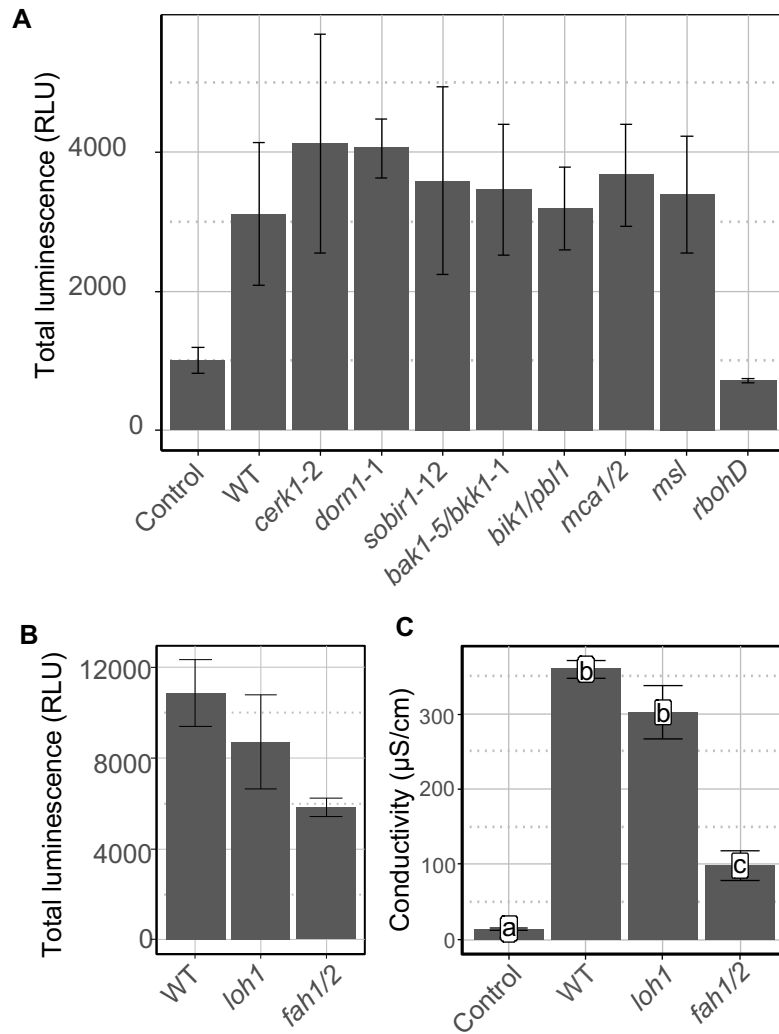 A
Total luminescence (RLU)
4000
2000
0
Control
WT
cerk1-2
dorn1-1
sobir1-12
bak1-5/bkk1-1
bik1/pbl1
mca1/2
msl
rbohD
B
Total luminescence (RLU)
12000
8000
4000
0
WT
loh1
fah1/2
C
Conductivity (µS/cm)
300
200
100
0
a
b
b
c
Control
WT
loh1
fah1/2